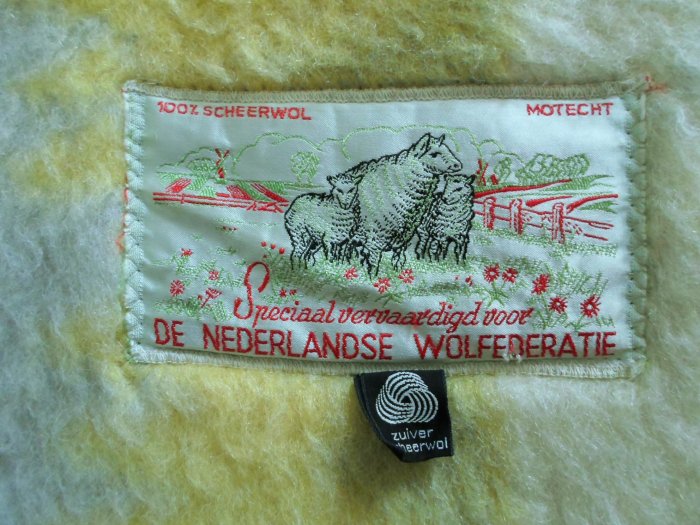 100% SCHEERWOL
MOTECHT
Speciaal vervaardigd voor
DE NEDERLANDSE WOLFEDERATIE
zuiver
scheerwol